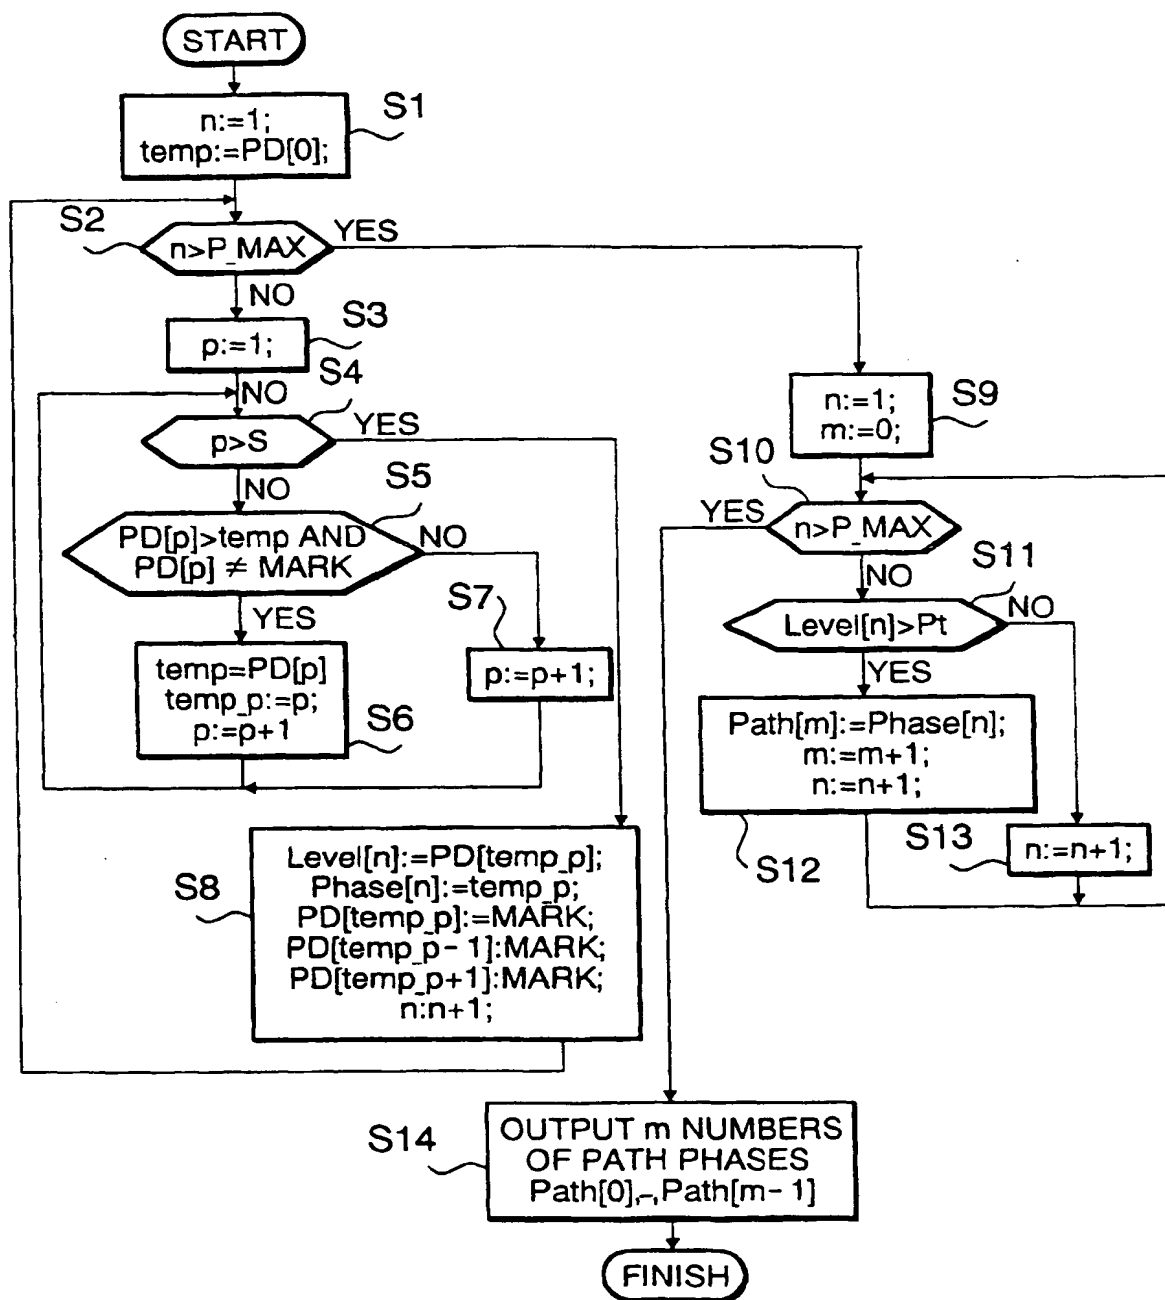 START
S1
n:=1;
temp:=PD[0];
S2
n>P_MAX
YES
NO
S3
p:=1;
NO
S4
p>S
YES
NO
S5
PD[p]>temp AND
PD[p] ≠ MARK
NO
YES
S7
p:=p+1;
temp=PD[p]
temp_p:=p;
p:=p+1
S6
S8
Level[n]:=PD[temp_p];
Phase[n]:=temp_p;
PD[temp_p]:=MARK;
PD[temp_p-1]:MARK;
PD[temp_p+1]:MARK;
n:n+1;
S9
n:=1;
m:=0;
S10
YES
n>P_MAX
NO
S11
Level[n]>Pt
NO
YES
Path[m]:=Phase[n];
m:=m+1;
n:=n+1;
S12
S13
n:=n+1;
S14
OUTPUT m NUMBERS
OF PATH PHASES
Path[0],–,Path[m-1]
FINISH